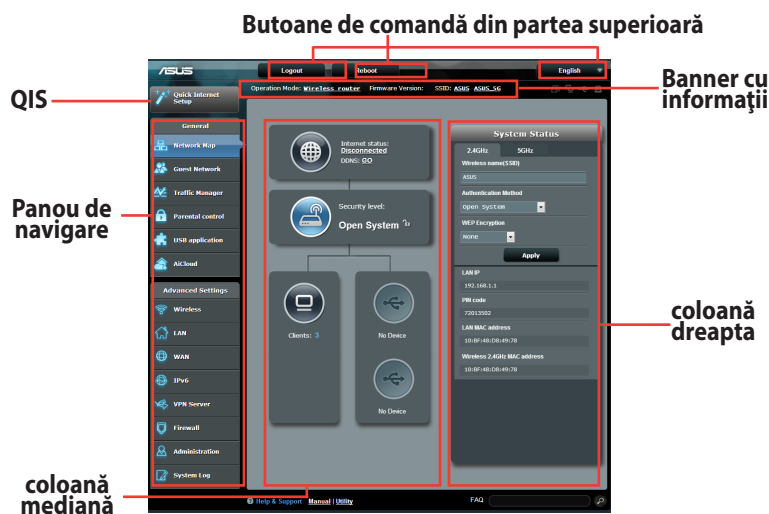 Butoane de comandă din partea superioară
Banner cu
informaţii
QIS
Panou de
navigare
coloană
dreapta
coloană
mediană
ASUS
Logout
Reboot
English
Operation Mode: Wireless router Firmware Version: SSID: ASUS ASUS_5G
Quick Internet
Setup
General
Network Map
Guest Network
Traffic Manager
Parental control
USB application
AiCloud
Advanced Settings
Wireless
LAN
WAN
IPv6
VPN Server
Firewall
Administration
System Log
Internet status:
Disconnected
DDNS: GO
Security level:
Open System
Clients: 3
No Device
No Device
System Status
2.4GHz 5GHz
Wireless name(SSID)
ASUS
Authentication Method
Open System
WEP Encryption
None
Apply
LAN IP
192.168.1.1
PIN code
72013502
LAN MAC address
10:BF:48:D8:49:78
Wireless 2.4GHz MAC address
10:BF:48:D8:49:78
Help & Support Manual | Utility
FAQ